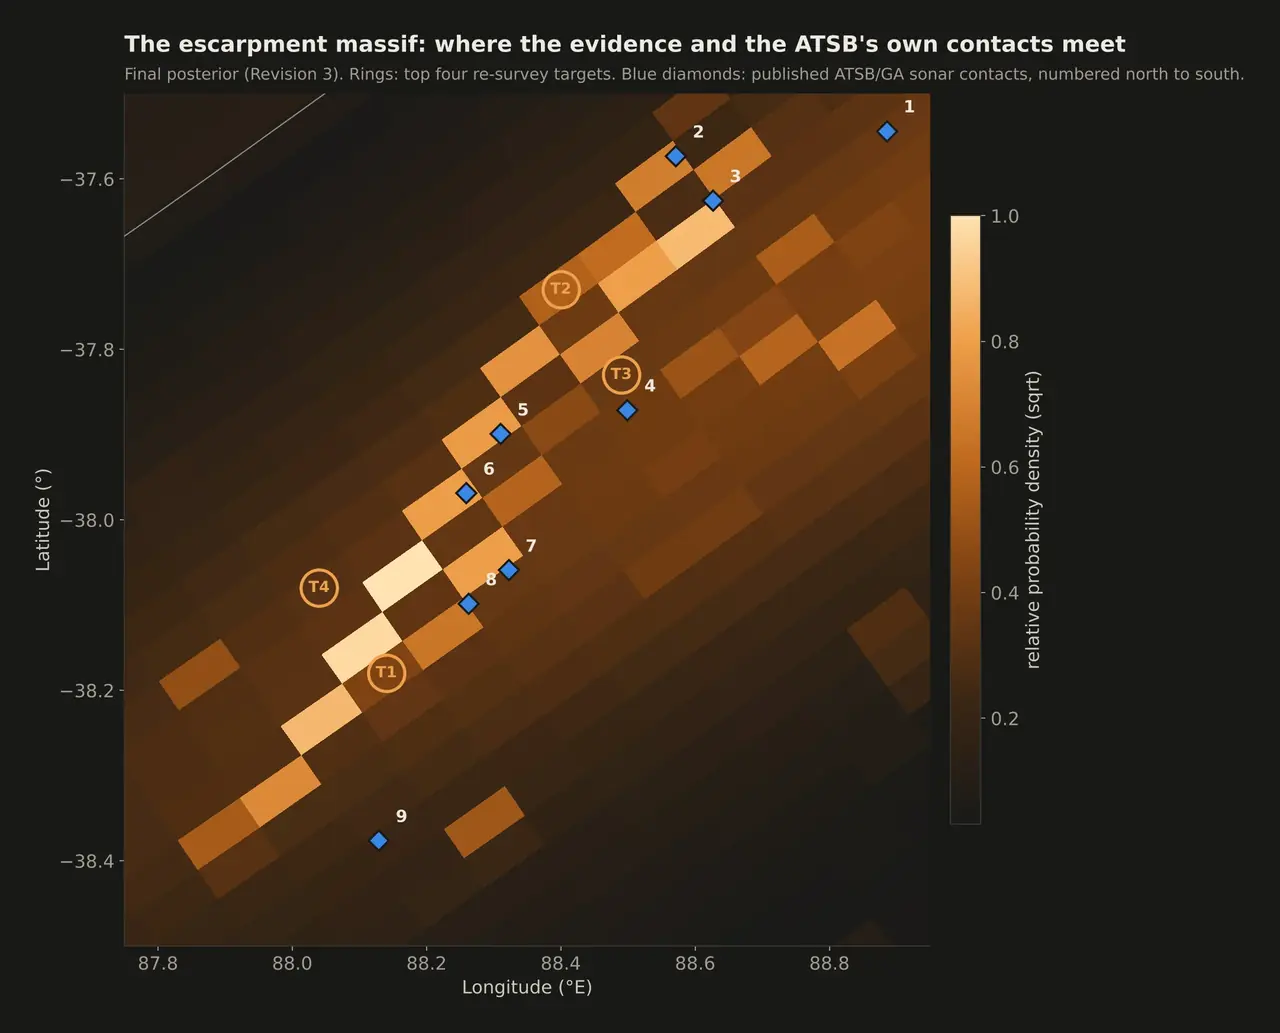 The escarpment massif: where the evidence and the ATSB's own contacts meet
Final posterior (Revision 3). Rings: top four re-survey targets. Blue diamonds: published ATSB/GA sonar contacts, numbered north to south.
1
2
3
T2
T3
4
5
6
7
8
T4
T1
9
−37.6
−37.8
−38.0
−38.2
−38.4
Latitude (°)
87.8 88.0 88.2 88.4 88.6 88.8
Longitude (°E)
1.0
0.8
0.6
0.4
0.2
relative probability density (sqrt)